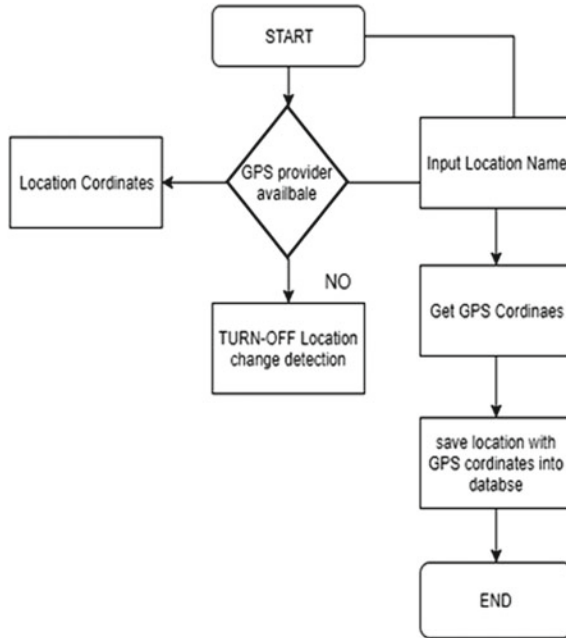 START
GPS provider
availbale
Location Cordinates
Input Location Name
NO
TURN-OFF Location
change detection
Get GPS Cordinaes
save location with
GPS cordinates into
databse
END